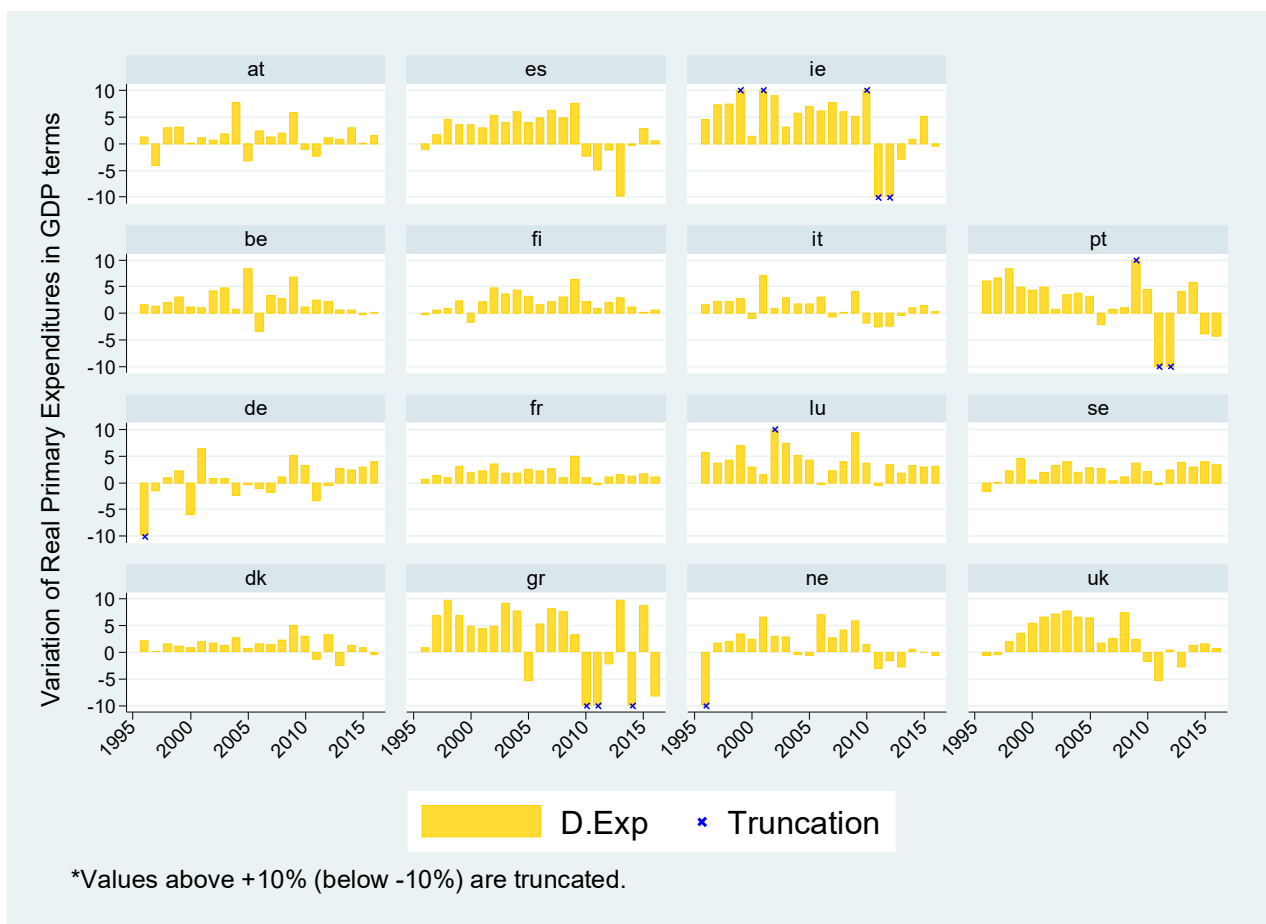 Variation of Real Primary Expenditures in GDP terms
at
es
ie
10
5
0
-5
-10
be
fi
it
pt
10
5
0
-5
-10
de
fr
lu
se
10
5
0
-5
-10
dk
gr
ne
uk
10
5
0
-5
-10
1995 2000 2005 2010 2015
1995 2000 2005 2010 2015
1995 2000 2005 2010 2015
1995 2000 2005 2010 2015
D.Exp
Truncation
*Values above +10% (below -10%) are truncated.